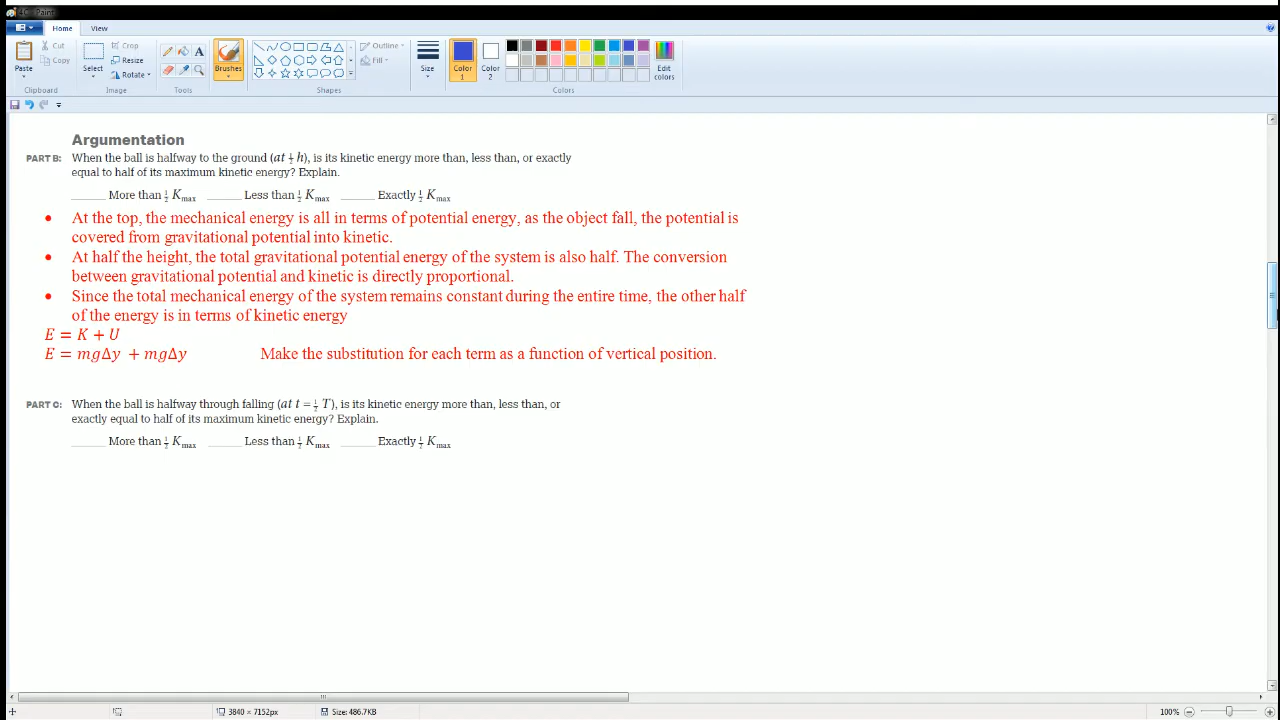 4C - Paint
Home View
Cut
Copy
Paste
Clipboard
Crop
Resize
Rotate
Select
Image
A
Tools
Brushes
Outline
Fill
Shapes
Size
Color 1
Color 2
Edit colors
Colors
Argumentation
PART B: When the ball is halfway to the ground (at ½ h), is its kinetic energy more than, less than, or exactly
equal to half of its maximum kinetic energy? Explain.
______ More than ½ Kmax ______ Less than ½ Kmax ______ Exactly ½ Kmax
• At the top, the mechanical energy is all in terms of potential energy, as the object fall, the potential is
covered from gravitational potential into kinetic.
• At half the height, the total gravitational potential energy of the system is also half. The conversion
between gravitational potential and kinetic is directly proportional.
• Since the total mechanical energy of the system remains constant during the entire time, the other half
of the energy is in terms of kinetic energy
E = K + U
E = mgΔy + mgΔy Make the substitution for each term as a function of vertical position.
PART C: When the ball is halfway through falling (at t = ½ T), is its kinetic energy more than, less than, or
exactly equal to half of its maximum kinetic energy? Explain.
______ More than ½ Kmax ______ Less than ½ Kmax ______ Exactly ½ Kmax
3840 × 7152px Size: 486.7KB 100%